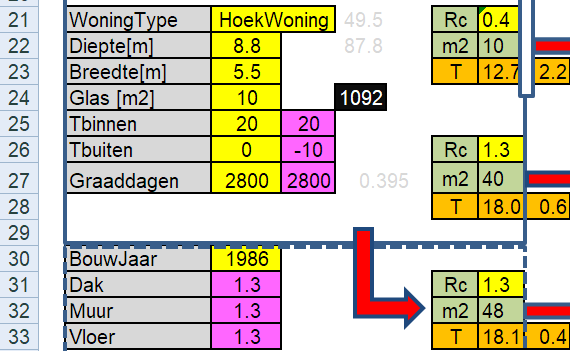 21 WoningType HoekWoning 49.5 Rc 0.4
22 Diepte[m] 8.8 87.8 m2 10
23 Breedte[m] 5.5 T 12.7 2.2
24 Glas [m2] 10 1092
25 Tbinnen 20 20
26 Tbuiten 0 -10 Rc 1.3
27 Graaddagen 2800 2800 0.395 m2 40
28 T 18.0 0.6
29
30 BouwJaar 1986
31 Dak 1.3 Rc 1.3
32 Muur 1.3 m2 48
33 Vloer 1.3 T 18.1 0.4